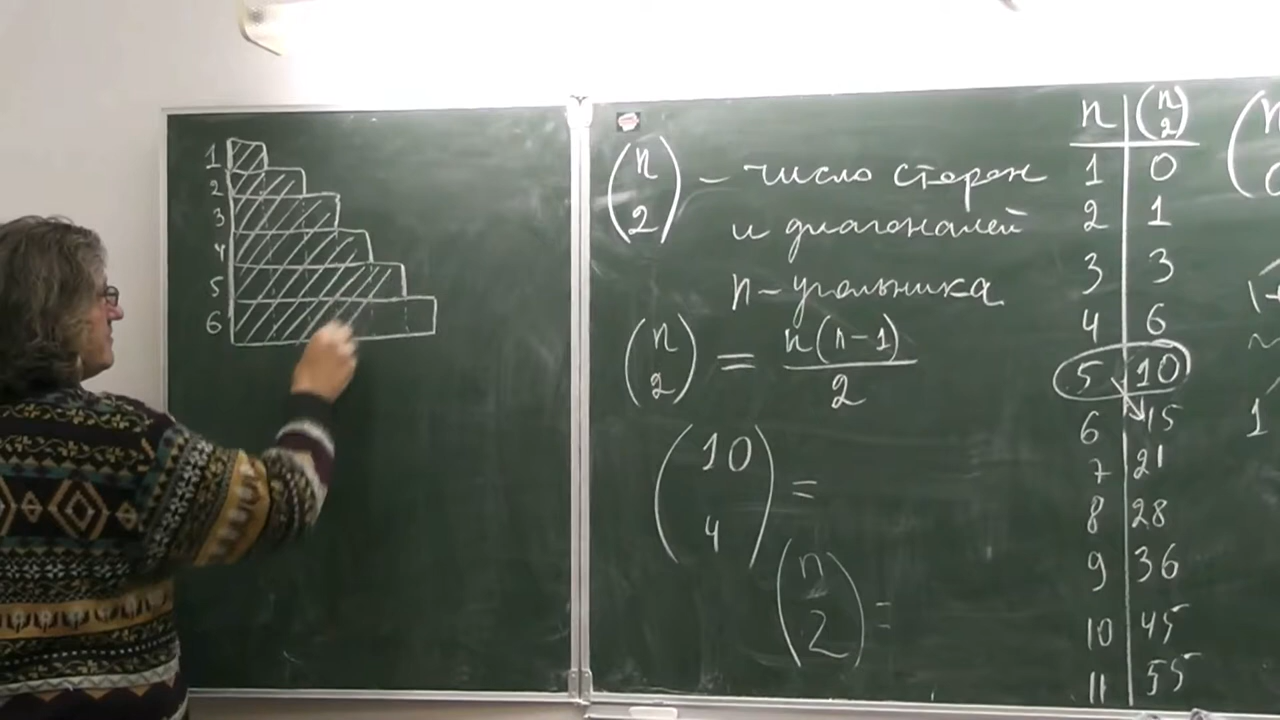 1
2
3
4
5
6
(n 2) – число сторон
и диагоналей
n-угольника
(n 2) = n(n-1)/2
(10 4) =
(n 2) =
n | (n 2)
1 | 0
2 | 1
3 | 3
4 | 6
5 | 10
6 | 15
7 | 21
8 | 28
9 | 36
10 | 45
11 | 55
1